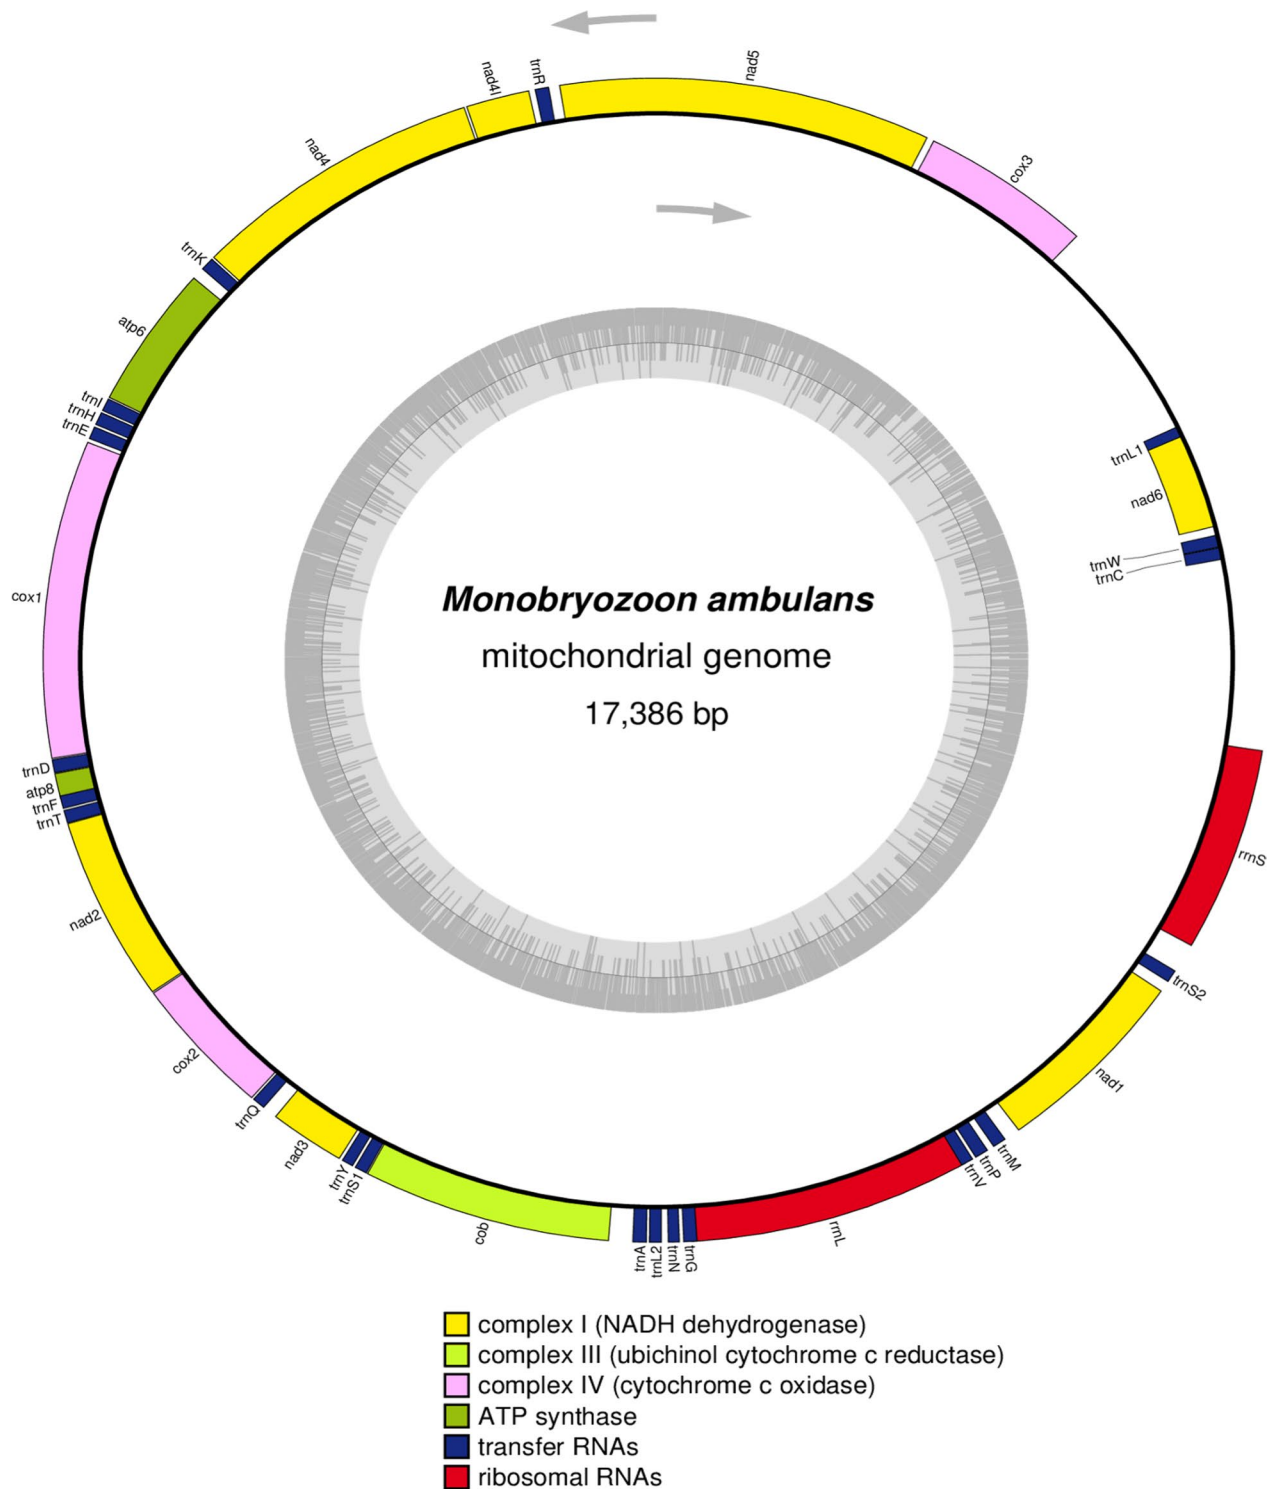 nad5
cox3
trnL1
nad6
trnW
trnC
rrnS
trnS2
nad1
trnM
trnP
trnV
rrnL
trnG
trnN
trnL2
trnA
cob
trnS1
trnY
nad3
trnQ
cox2
nad2
trnT
trnF
atp8
trnD
cox1
trnE
trnH
trnI
atp6
trnK
nad4
nad4l
trnR
Monobryozoon ambulans
mitochondrial genome
17,386 bp
complex I (NADH dehydrogenase)
complex III (ubichinol cytochrome c reductase)
complex IV (cytochrome c oxidase)
ATP synthase
transfer RNAs
ribosomal RNAs